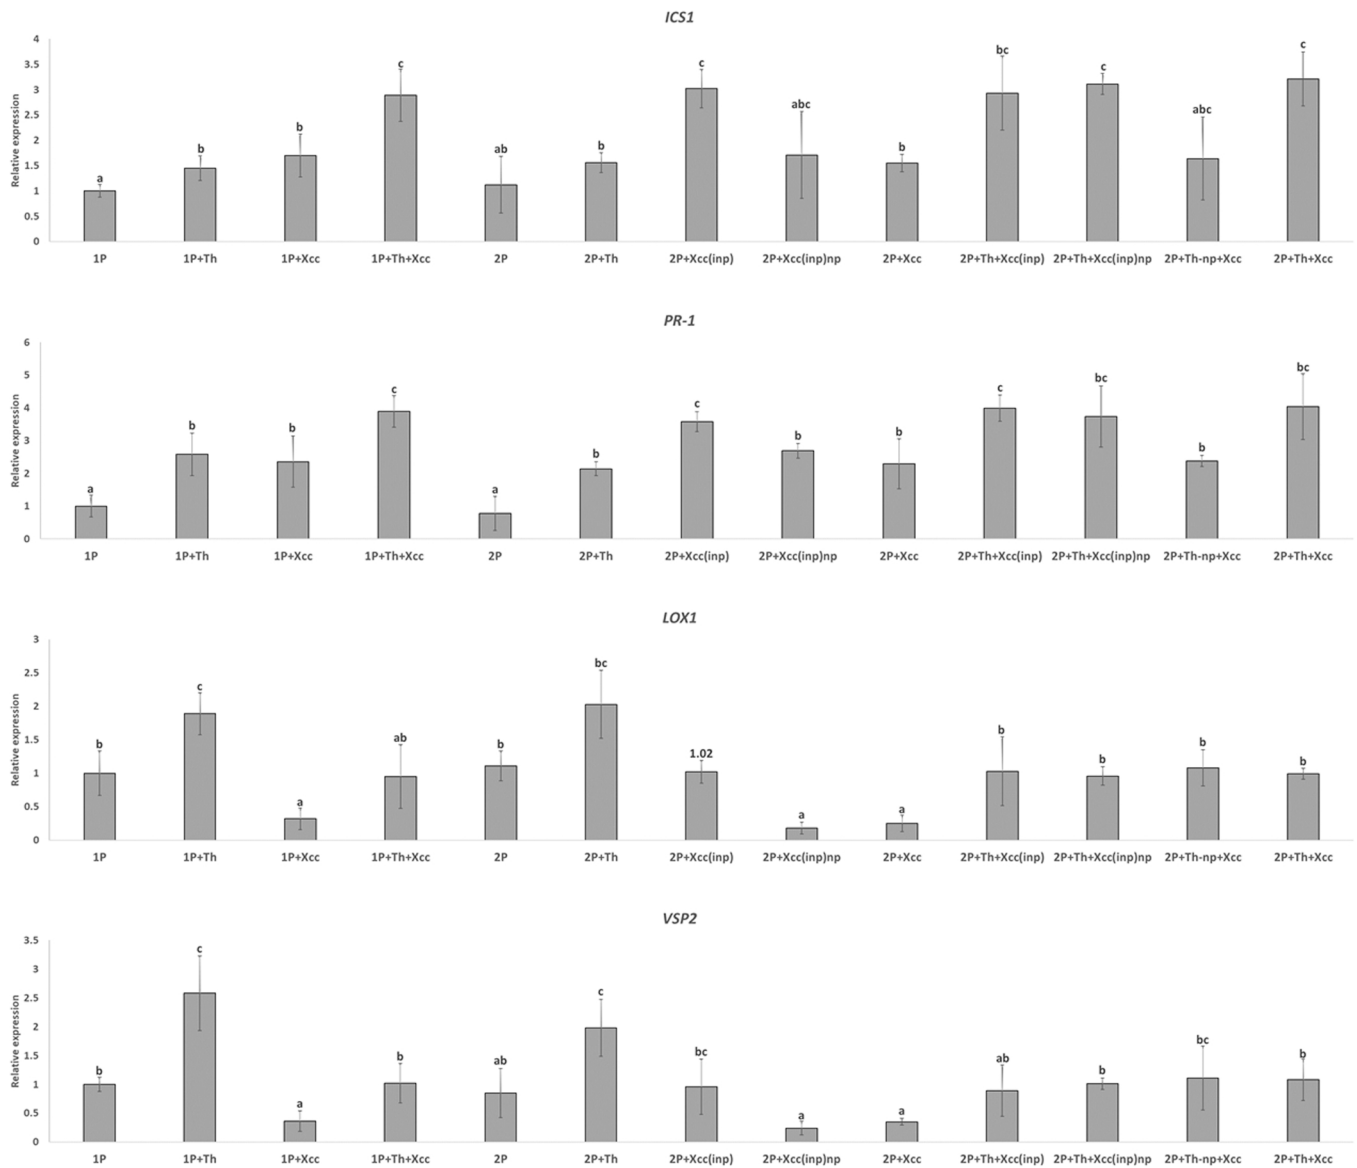 ICS1
Relative expression
4
3.5
3
2.5
2
1.5
1
0.5
0
a b b c ab b c abc b bc c abc c
1P 1P+Th 1P+Xcc 1P+Th+Xcc 2P 2P+Th 2P+Xcc(inp) 2P+Xcc(inp)np 2P+Xcc 2P+Th+Xcc(inp) 2P+Th+Xcc(inp)np 2P+Th-np+Xcc 2P+Th+Xcc
PR-1
Relative expression
6
5
4
3
2
1
0
a b b c a b c b b c bc b bc
1P 1P+Th 1P+Xcc 1P+Th+Xcc 2P 2P+Th 2P+Xcc(inp) 2P+Xcc(inp)np 2P+Xcc 2P+Th+Xcc(inp) 2P+Th+Xcc(inp)np 2P+Th-np+Xcc 2P+Th+Xcc
LOX1
Relative expression
3
2.5
2
1.5
1
0.5
0
b c a ab b bc 1.02 a a b b b b
1P 1P+Th 1P+Xcc 1P+Th+Xcc 2P 2P+Th 2P+Xcc(inp) 2P+Xcc(inp)np 2P+Xcc 2P+Th+Xcc(inp) 2P+Th+Xcc(inp)np 2P+Th-np+Xcc 2P+Th+Xcc
VSP2
Relative expression
3.5
3
2.5
2
1.5
1
0.5
0
b c a b ab c bc a a ab b bc b
1P 1P+Th 1P+Xcc 1P+Th+Xcc 2P 2P+Th 2P+Xcc(inp) 2P+Xcc(inp)np 2P+Xcc 2P+Th+Xcc(inp) 2P+Th+Xcc(inp)np 2P+Th-np+Xcc 2P+Th+Xcc